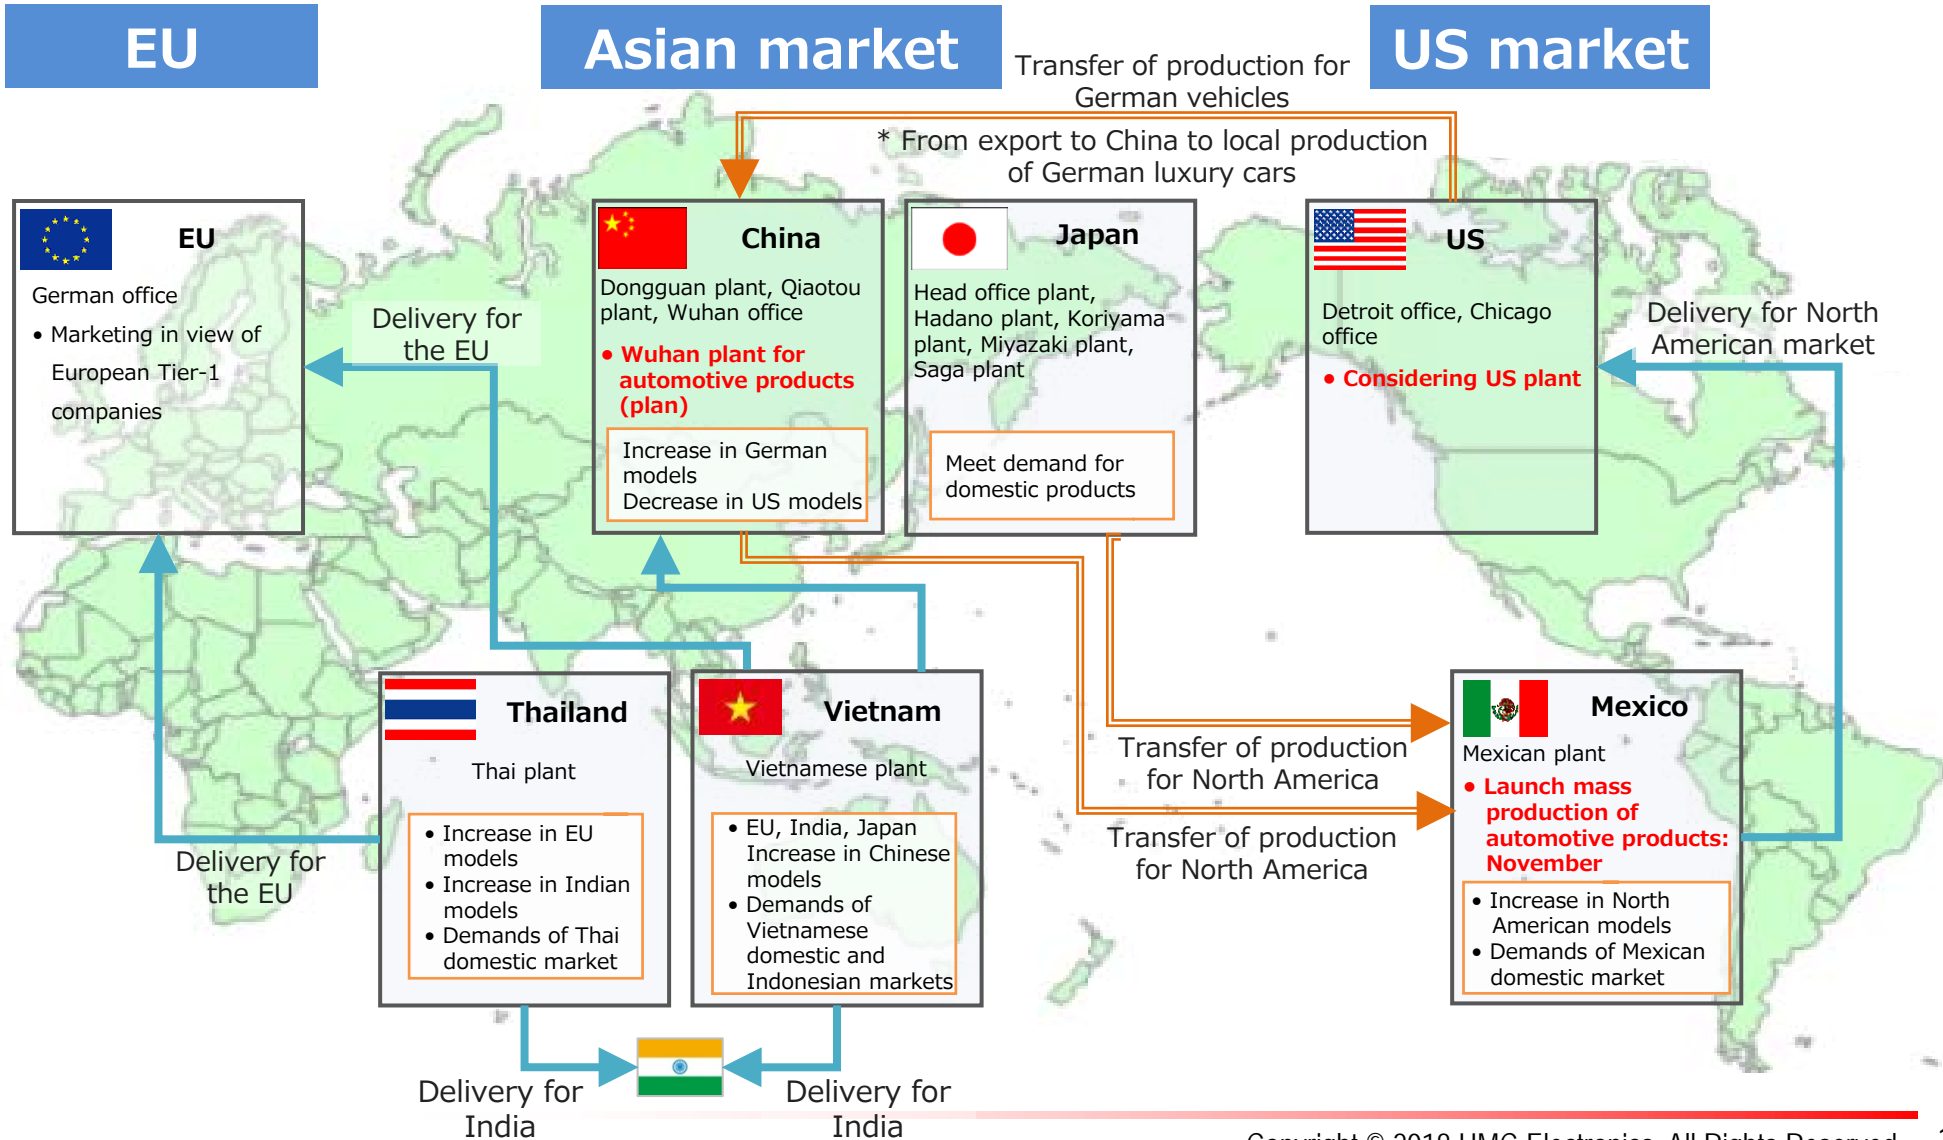 EU
Asian market
US market
Transfer of production for
German vehicles
* From export to China to local production
of German luxury cars
EU
German office
• Marketing in view of
European Tier-1
companies
Delivery for
the EU
China
Dongguan plant, Qiaotou
plant, Wuhan office
• Wuhan plant for
automotive products
(plan)
Increase in German
models
Decrease in US models
Japan
Head office plant,
Hadano plant, Koriyama
plant, Miyazaki plant,
Saga plant
Meet demand for
domestic products
US
Detroit office, Chicago
office
• Considering US plant
Delivery for North
American market
Thailand
Thai plant
• Increase in EU
models
• Increase in Indian
models
• Demands of Thai
domestic market
Delivery for
the EU
Vietnam
Vietnamese plant
• EU, India, Japan
Increase in Chinese
models
• Demands of
Vietnamese
domestic and
Indonesian markets
Transfer of production
for North America
Transfer of production
for North America
Mexico
Mexican plant
• Launch mass
production of
automotive products:
November
• Increase in North
American models
• Demands of Mexican
domestic market
Delivery for
India
Delivery for
India
Copyright © 2018 UMC Electronics. All Rights Reserved